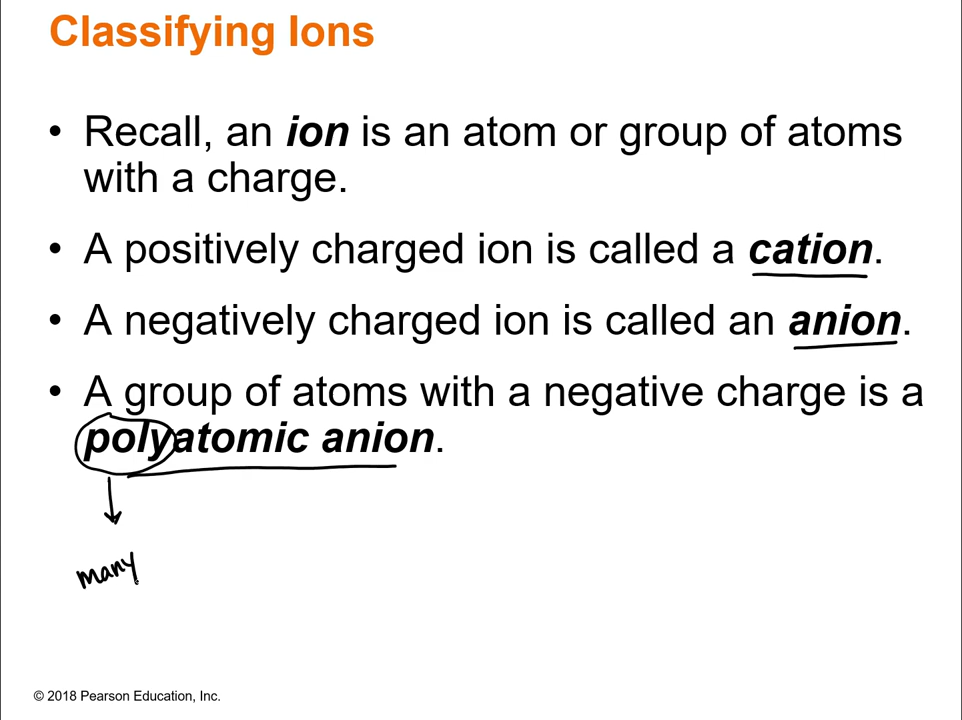 Classifying Ions
• Recall, an ion is an atom or group of atoms
with a charge.
• A positively charged ion is called a cation.
• A negatively charged ion is called an anion.
• A group of atoms with a negative charge is a
polyatomic anion.
many
© 2018 Pearson Education, Inc.